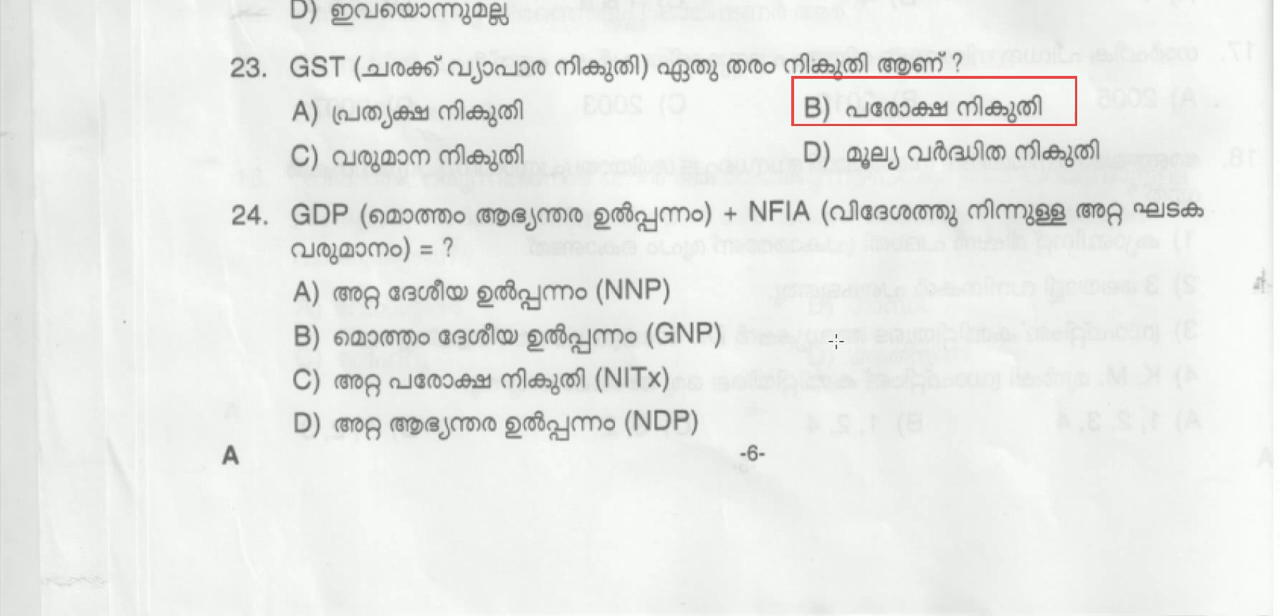 D) ഇവയൊന്നുമല്ല
23. GST (ചരക്ക് വ്യാപാര നികുതി) ഏതു തരം നികുതി ആണ് ?
A) പ്രത്യക്ഷ നികുതി B) പരോക്ഷ നികുതി
C) വരുമാന നികുതി D) മൂല്യ വർദ്ധിത നികുതി
24. GDP (മൊത്തം ആഭ്യന്തര ഉൽപ്പന്നം) + NFIA (വിദേശത്തു നിന്നുള്ള അറ്റ ഘടക
വരുമാനം) = ?
A) അറ്റ ദേശീയ ഉൽപ്പന്നം (NNP)
B) മൊത്തം ദേശീയ ഉൽപ്പന്നം (GNP)
C) അറ്റ പരോക്ഷ നികുതി (NITx)
D) അറ്റ ആഭ്യന്തര ഉൽപ്പന്നം (NDP)
A -6-